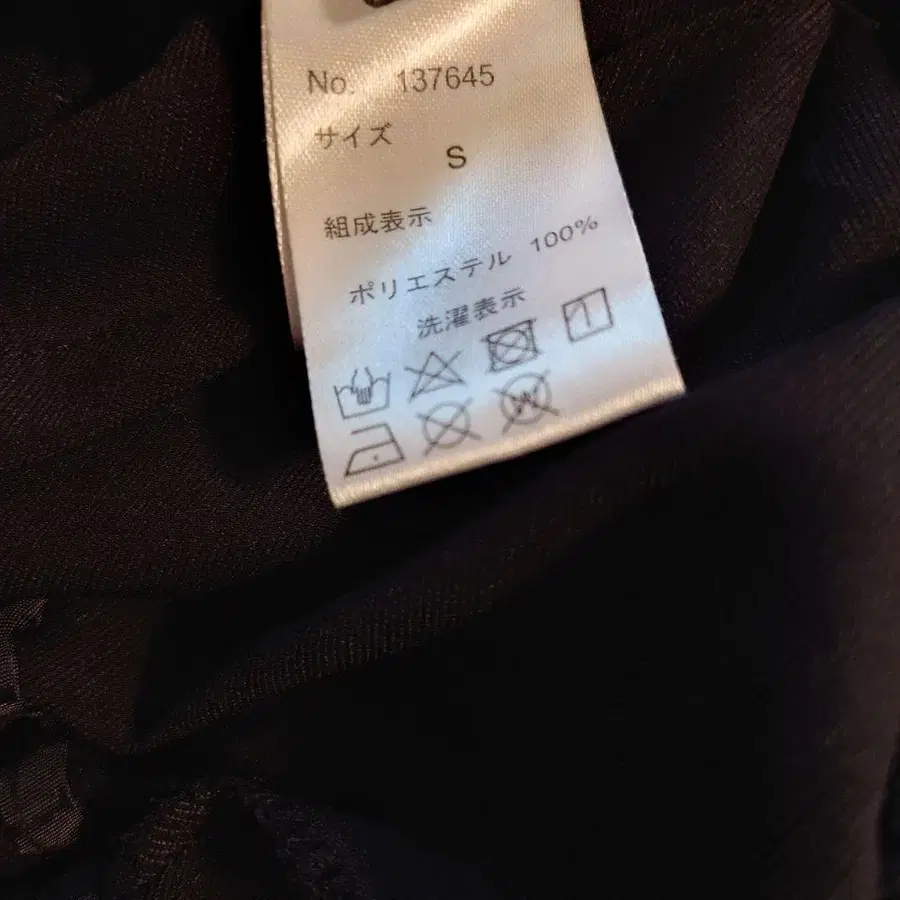 No. 137645
サイズ
S
組成表示
ポリエステル 100%
洗濯表示